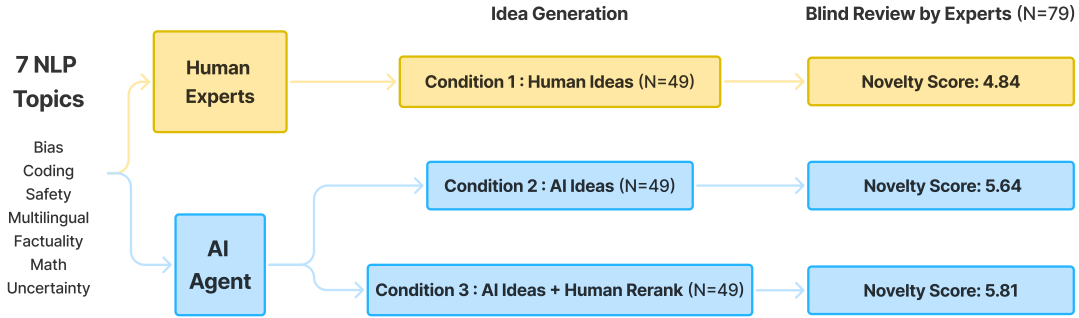 Idea Generation
Blind Review by Experts (N=79)
7 NLP
Topics
Bias
Coding
Safety
Multilingual
Factuality
Math
Uncertainty
Human
Experts
Condition 1 : Human Ideas (N=49)
Novelty Score: 4.84
AI
Agent
Condition 2 : AI Ideas (N=49)
Novelty Score: 5.64
Condition 3 : AI Ideas + Human Rerank (N=49)
Novelty Score: 5.81